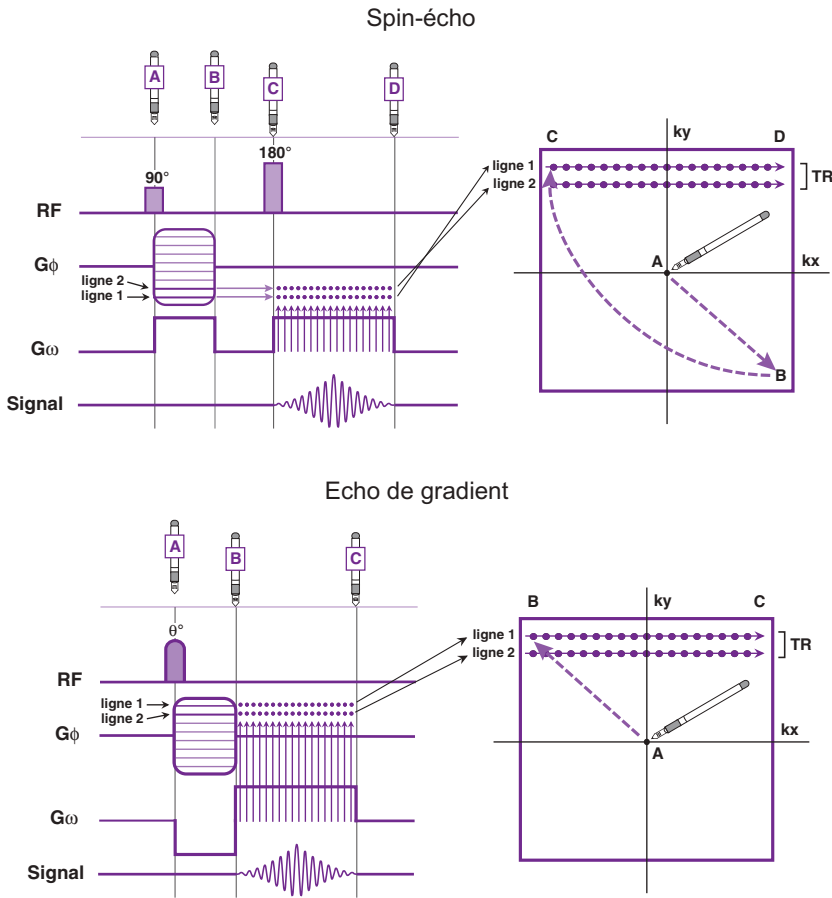 Spin-écho
A B C D
90°
180°
RF
Gϕ
ligne 2
ligne 1
Gω
Signal
C ky D
ligne 1
ligne 2
TR
A
kx
B
Echo de gradient
A B C
θ°
RF
ligne 1
ligne 2
Gϕ
Gω
Signal
B ky C
ligne 1
ligne 2
TR
kx
A